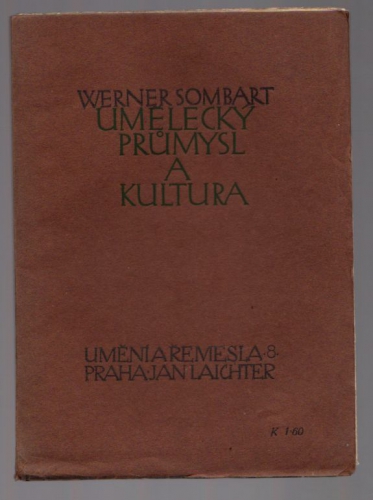 WERNER SOMBART
UMĚLECKÝ
PRŮMYSL
A
KULTURA
UMĚNÍ A ŘEMESLA · 8 ·
PRAHA · JAN LAICHTER
K 1·60